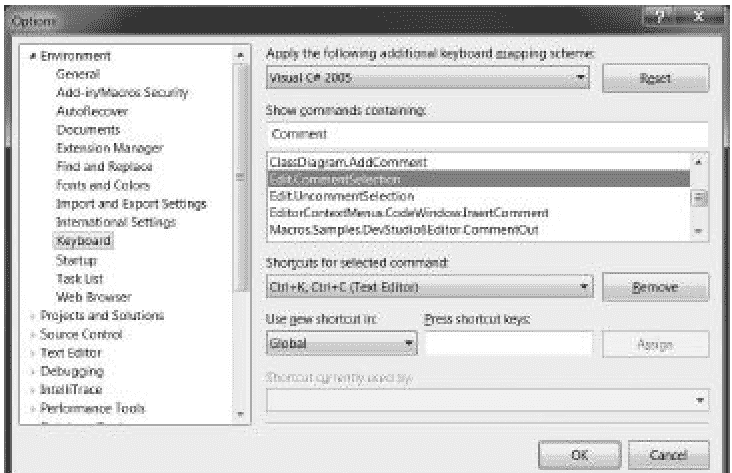 Options
Environment
General
Add-in/Macros Security
AutoRecover
Documents
Extension Manager
Find and Replace
Fonts and Colors
Import and Export Settings
International Settings
Keyboard
Startup
Task List
Web Browser
Projects and Solutions
Source Control
Text Editor
Debugging
IntelliTrace
Performance Tools
Apply the following additional keyboard mapping scheme:
Visual C# 2005
Reset
Show commands containing:
Comment
ClassDiagram.AddComment
Edit.CommentSelection
Edit.UncommentSelection
EditorContextMenus.CodeWindow.InsertComment
Macros.Samples.DevStudio6Editor.CommentOut
Shortcuts for selected command:
Ctrl+K, Ctrl+C (Text Editor)
Remove
Use new shortcut in:
Press shortcut keys:
Global
Assign
Shortcut currently used by:
OK
Cancel